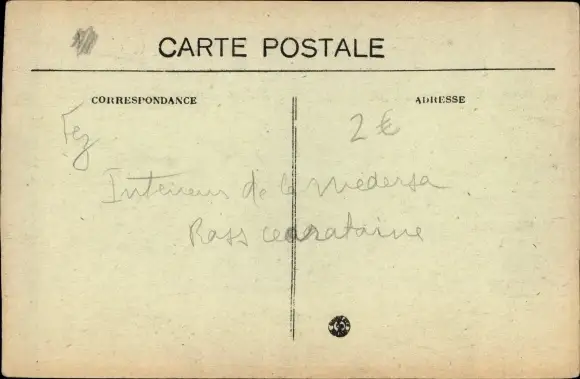 CARTE POSTALE
CORRESPONDANCE
ADRESSE
Fez
2 €
Interieur de la Medersa
Rass